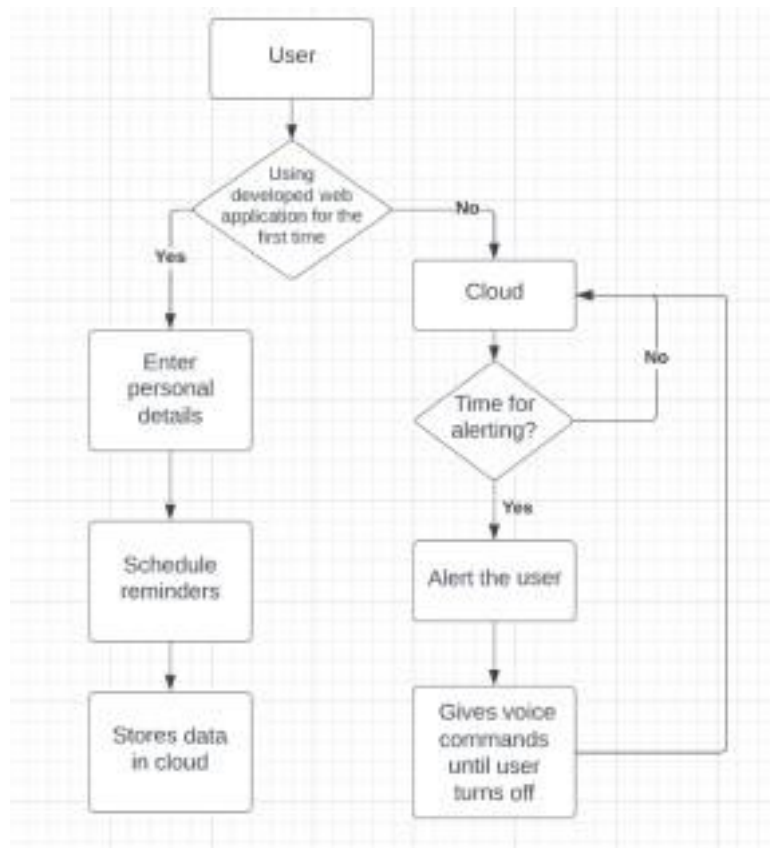 User
Using
developed web
application for the
first time
No
Yes
Cloud
Enter
personal
details
No
Time for
alerting?
Yes
Schedule
reminders
Alert the user
Stores data
in cloud
Gives voice
commands
until user
turns off